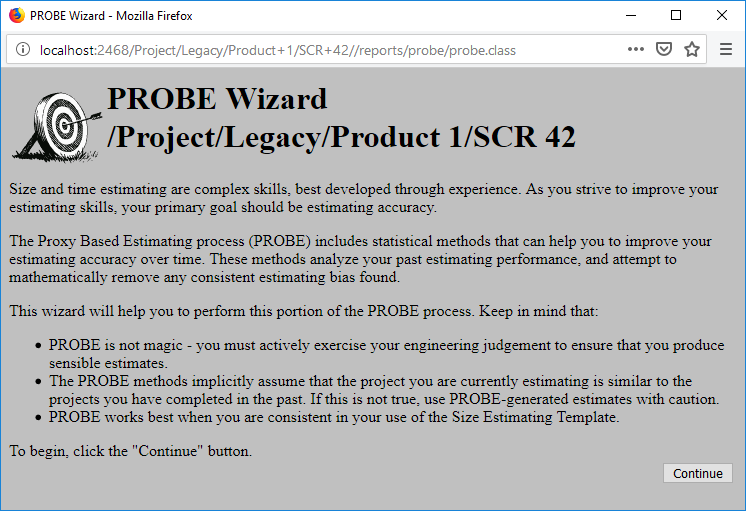 PROBE Wizard - Mozilla Firefox
localhost:2468/Project/Legacy/Product+1/SCR+42//reports/probe/probe.class
PROBE Wizard
/Project/Legacy/Product 1/SCR 42
Size and time estimating are complex skills, best developed through experience. As you strive to improve your
estimating skills, your primary goal should be estimating accuracy.
The Proxy Based Estimating process (PROBE) includes statistical methods that can help you to improve your
estimating accuracy over time. These methods analyze your past estimating performance, and attempt to
mathematically remove any consistent estimating bias found.
This wizard will help you to perform this portion of the PROBE process. Keep in mind that:
• PROBE is not magic - you must actively exercise your engineering judgement to ensure that you produce
sensible estimates.
• The PROBE methods implicitly assume that the project you are currently estimating is similar to the
projects you have completed in the past. If this is not true, use PROBE-generated estimates with caution.
• PROBE works best when you are consistent in your use of the Size Estimating Template.
To begin, click the "Continue" button.
Continue